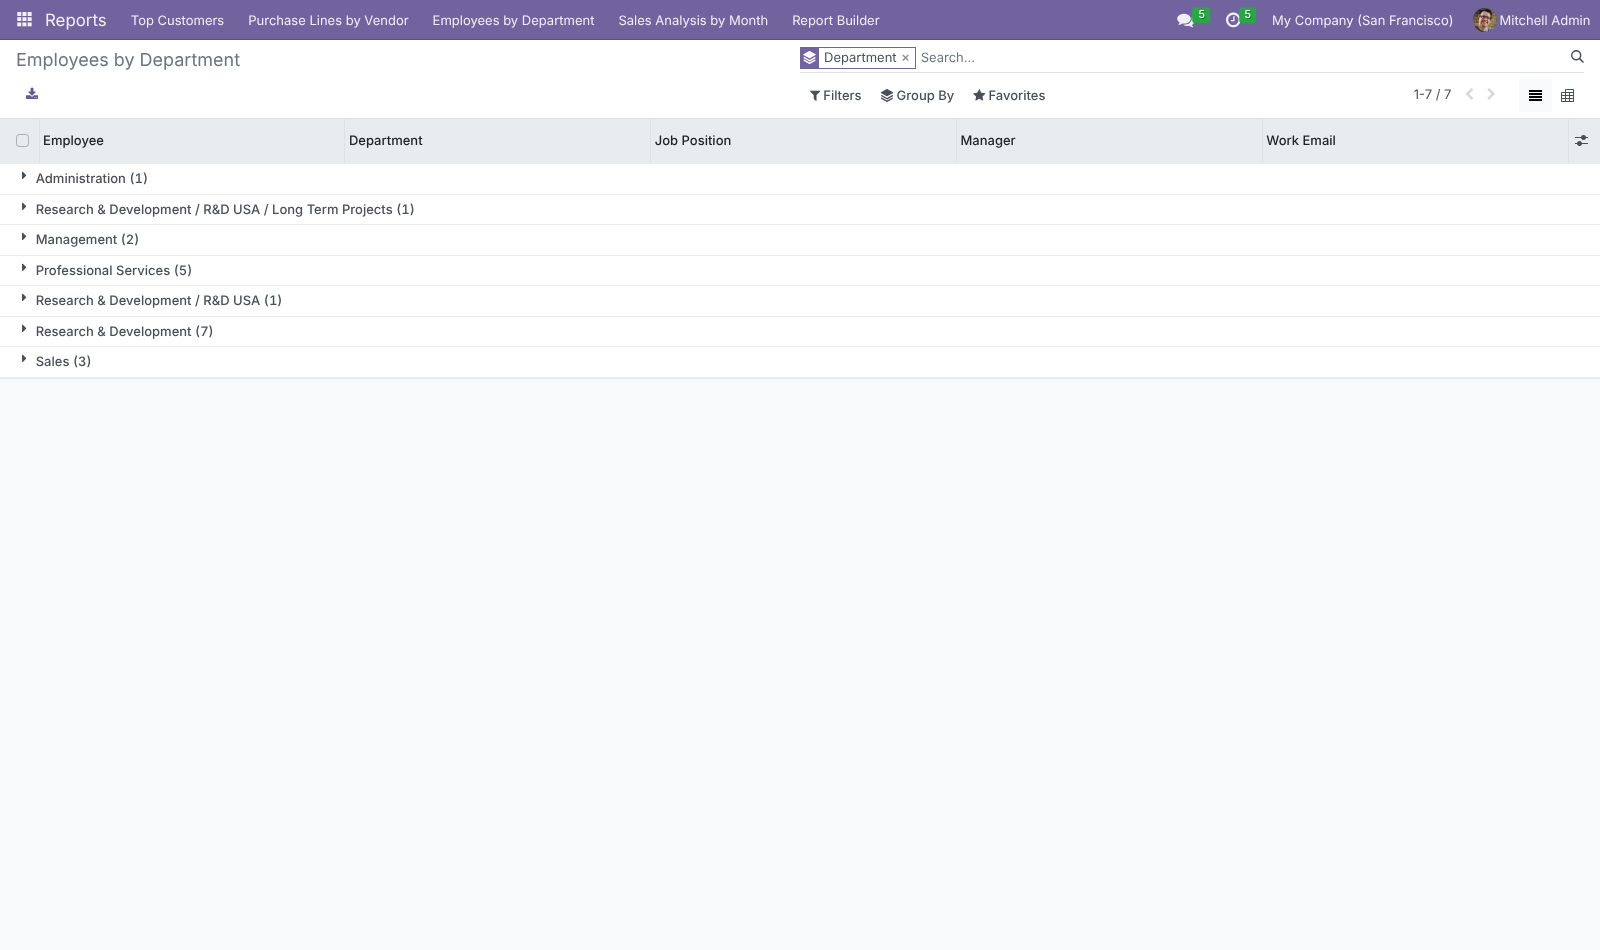 Reports Top Customers Purchase Lines by Vendor Employees by Department Sales Analysis by Month Report Builder 5 5 My Company (San Francisco) Mitchell Admin
Employees by Department
Department × Search...
Filters Group By Favorites 1-7 / 7
Employee Department Job Position Manager Work Email
Administration (1)
Research & Development / R&D USA / Long Term Projects (1)
Management (2)
Professional Services (5)
Research & Development / R&D USA (1)
Research & Development (7)
Sales (3)